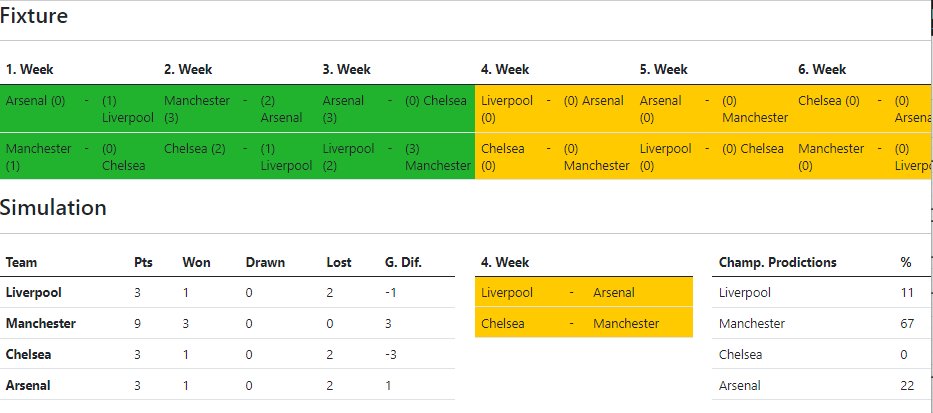 Fixture
1. Week 2. Week 3. Week 4. Week 5. Week 6. Week
Arsenal (0) - (1) Manchester - (2) Arsenal - (0) Chelsea Liverpool - (0) Arsenal Arsenal - (0) Chelsea (0) - (0)
Liverpool (3) Arsenal (3) (0) (0) Manchester
Manchester - (0) Chelsea (2) - (1) Liverpool - (3) Chelsea - (0) Liverpool - (0) Chelsea Manchester - (0)
(1) Chelsea Liverpool (2) Manchester (0) Manchester (0) (0)
Simulation
Team Pts Won Drawn Lost G. Dif. 4. Week Champ. Prodictions %
Liverpool 3 1 0 2 -1 Liverpool - Arsenal Liverpool 11
Manchester 9 3 0 0 3 Chelsea - Manchester Manchester 67
Chelsea 3 1 0 2 -3 Chelsea 0
Arsenal 3 1 0 2 1 Arsenal 22